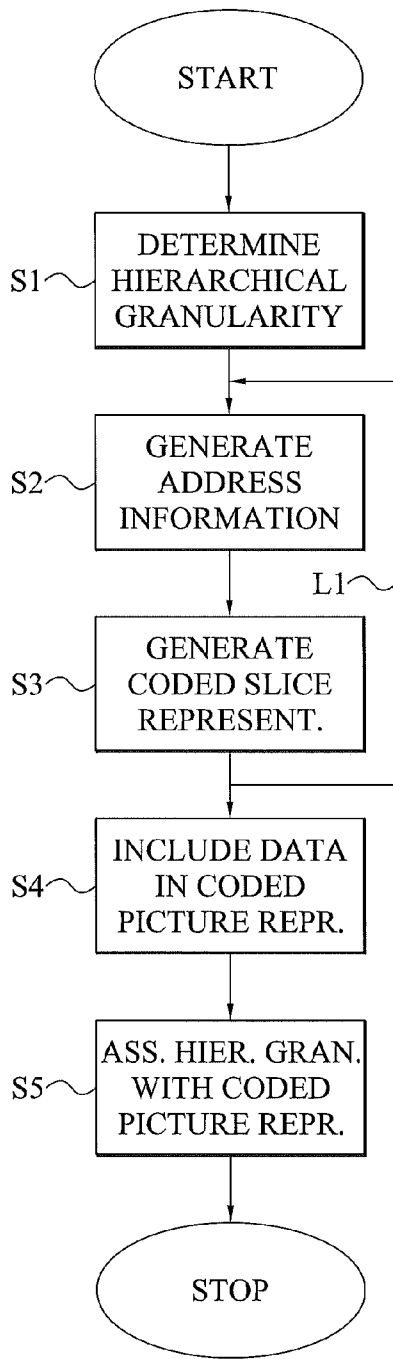 START
S1
DETERMINE
HIERARCHICAL
GRANULARITY
S2
GENERATE
ADDRESS
INFORMATION
L1
S3
GENERATE
CODED SLICE
REPRESENT.
S4
INCLUDE DATA
IN CODED
PICTURE REPR.
S5
ASS. HIER. GRAN.
WITH CODED
PICTURE REPR.
STOP